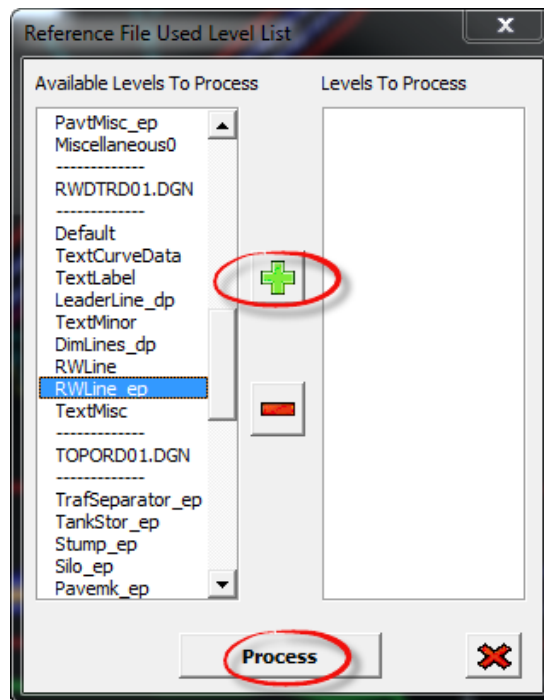 Reference File Used Level List
x
Available Levels To Process
Levels To Process
PavtMisc_ep
Miscellaneous0
-------------
RWDTRD01.DGN
-------------
Default
TextCurveData
TextLabel
LeaderLine_dp
TextMinor
DimLines_dp
RWLine
RWLine_ep
TextMisc
-------------
TOPORD01.DGN
-------------
TrafSeparator_ep
TankStor_ep
Stump_ep
Silo_ep
Pavemk_ep
Process